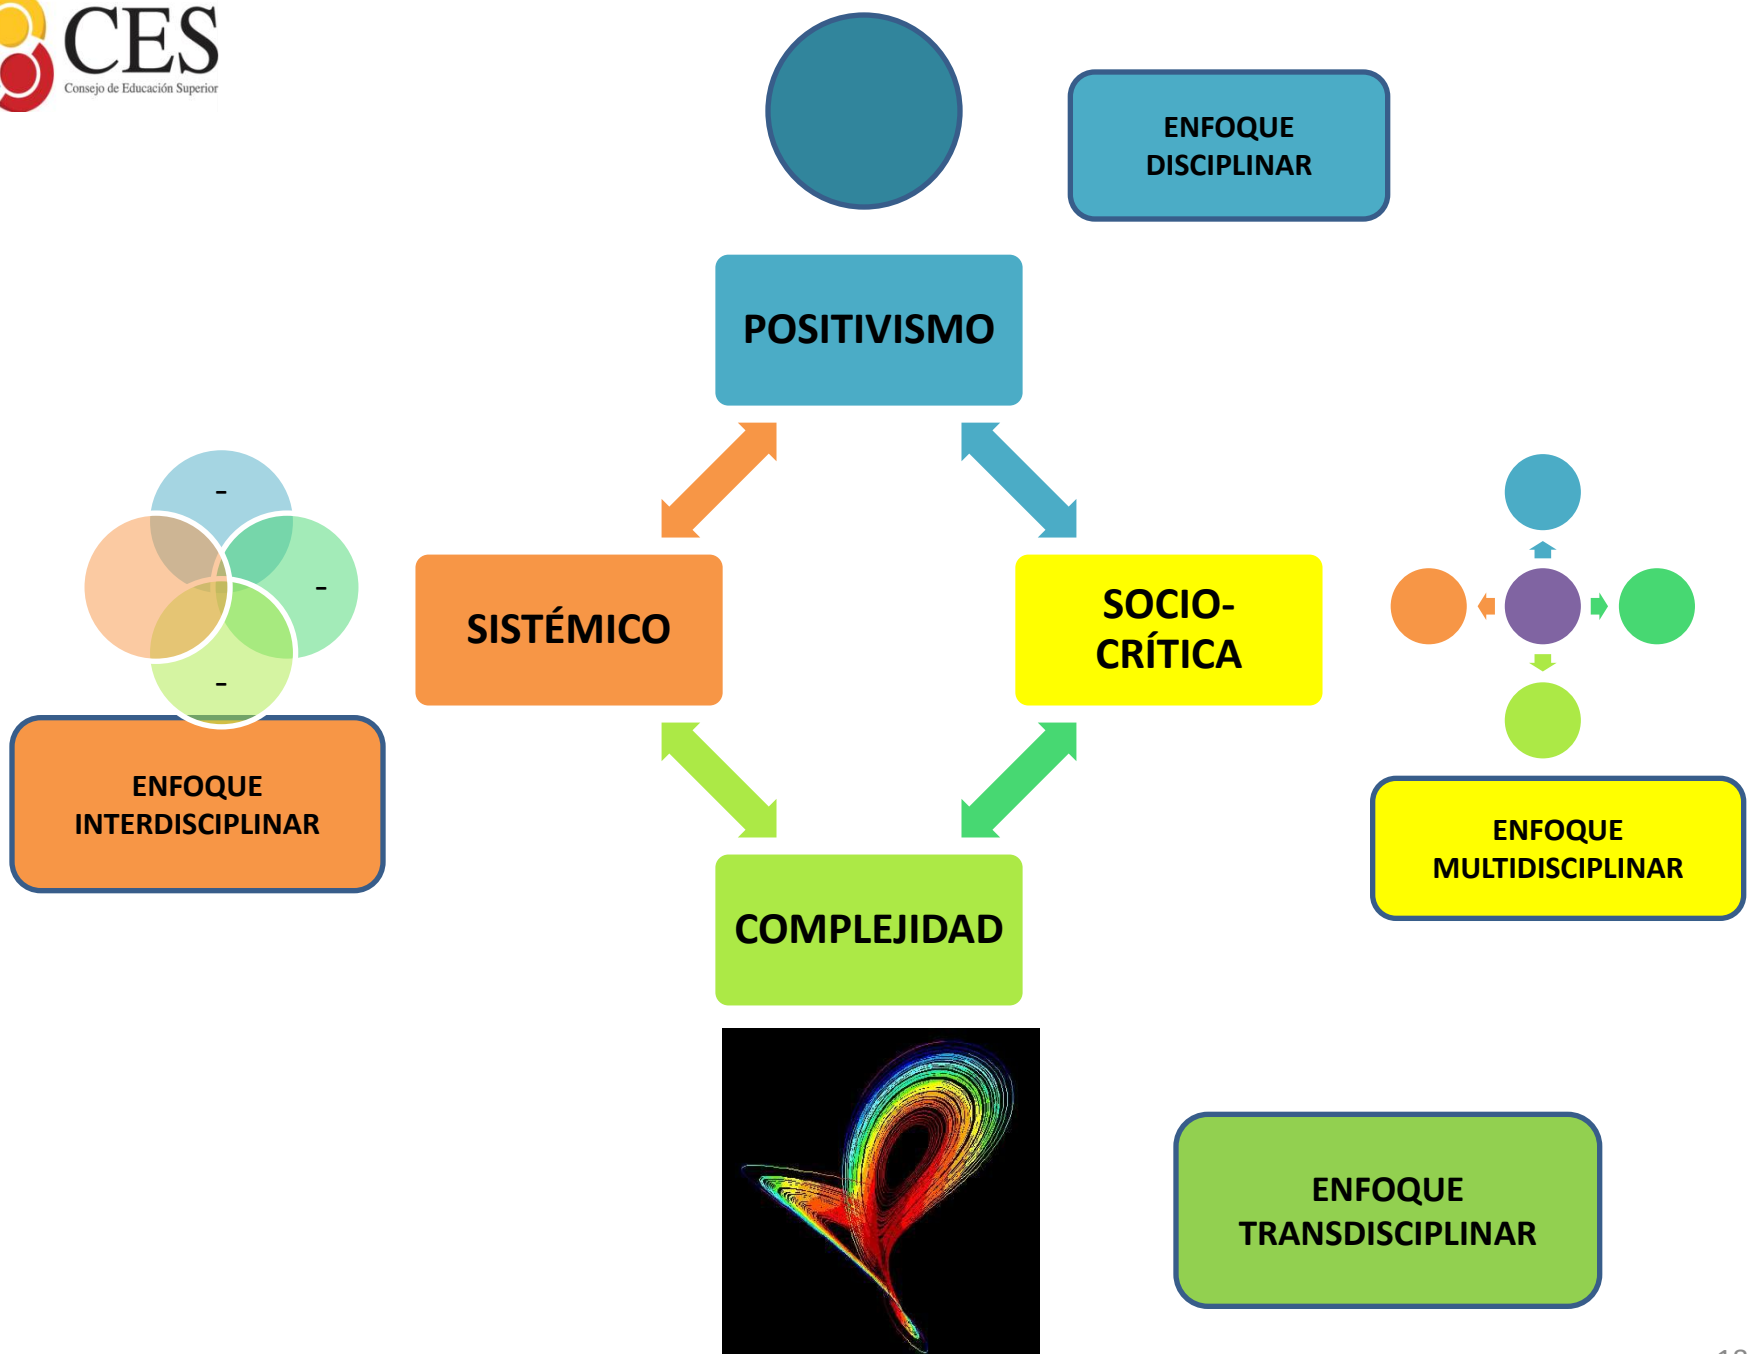 CES
Consejo de Educación Superior
ENFOQUE
DISCIPLINAR
POSITIVISMO
-
-
-
SISTÉMICO
SOCIO-
CRÍTICA
ENFOQUE
INTERDISCIPLINAR
ENFOQUE
MULTIDISCIPLINAR
COMPLEJIDAD
ENFOQUE
TRANSDISCIPLINAR